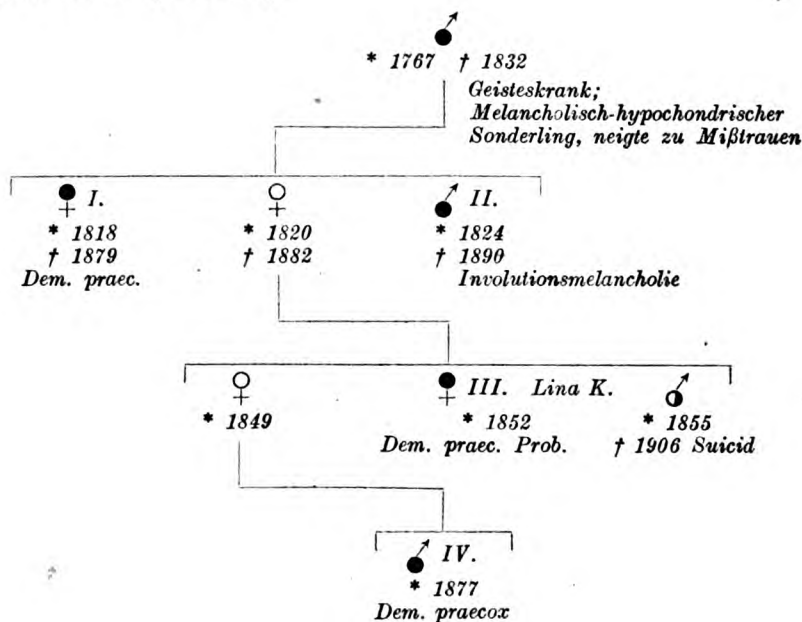 * 1767 † 1832
Geisteskrank;
Melancholisch-hypochondrischer
Sonderling, neigte zu Mißtrauen
I. II.
* 1818 * 1820 * 1824
† 1879 † 1882 † 1890
Dem. praec. Involutionsmelancholie
III. Lina K.
* 1849 * 1852 * 1855
Dem. praec. Prob. † 1906 Suicid
IV.
* 1877
Dem. praecox